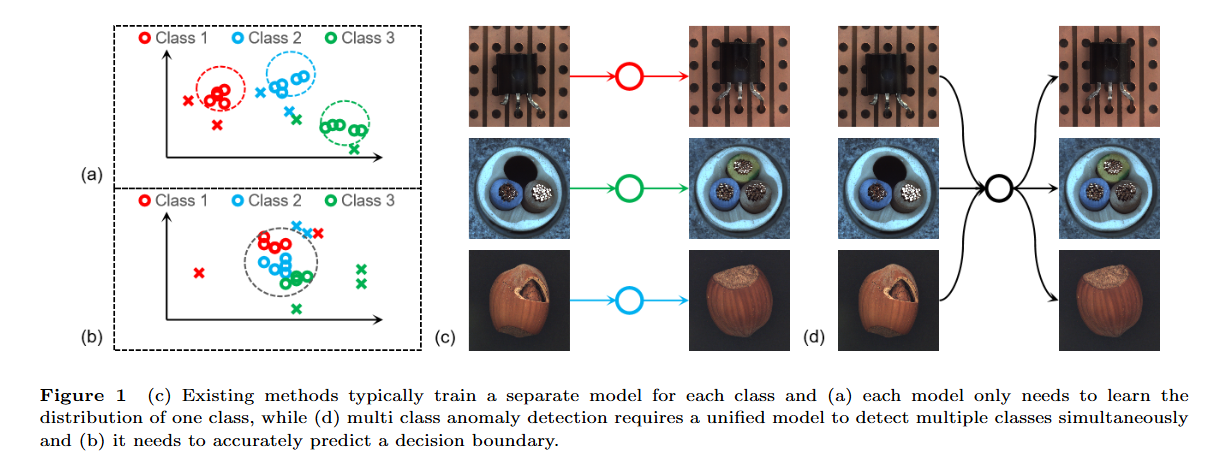 Class 1 Class 2 Class 3
(a)
Class 1 Class 2 Class 3
(b)
(c)
(d)
Figure 1 (c) Existing methods typically train a separate model for each class and (a) each model only needs to learn the
distribution of one class, while (d) multi class anomaly detection requires a unified model to detect multiple classes simultaneously
and (b) it needs to accurately predict a decision boundary.